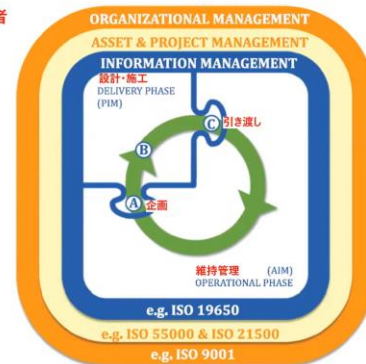 者
ORGANIZATIONAL MANAGEMENT
ASSET & PROJECT MANAGEMENT
INFORMATION MANAGEMENT
設計・施工
DELIVERY PHASE
(PIM)
C 引き渡し
B
A 企画
維持管理 (AIM)
OPERATIONAL PHASE
e.g. ISO 19650
e.g. ISO 55000 & ISO 21500
e.g. ISO 9001